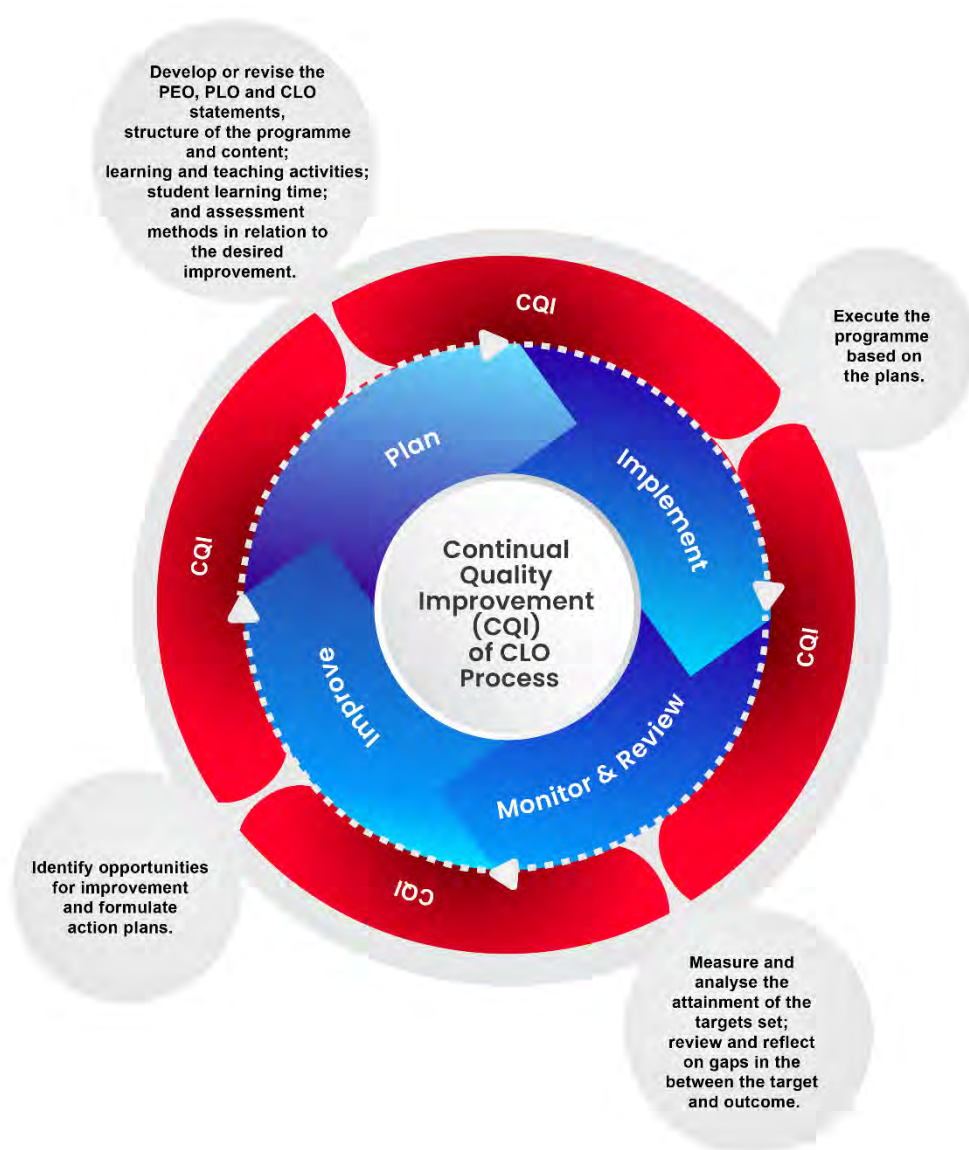 Develop or revise the
PEO, PLO and CLO
statements,
structure of the programme
and content;
learning and teaching activities;
student learning time;
and assessment
methods in relation to
the desired
improvement.
CQI
Execute the
programme
based on
the plans.
Plan
Implement
CQI
Continual
Quality
Improvement
(CQI)
of CLO
Process
CQI
Improve
Monitor & Review
CQI
Identify opportunities
for improvement
and formulate
action plans.
Measure and
analyse the
attainment of the
targets set;
review and reflect
on gaps in the
between the target
and outcome.